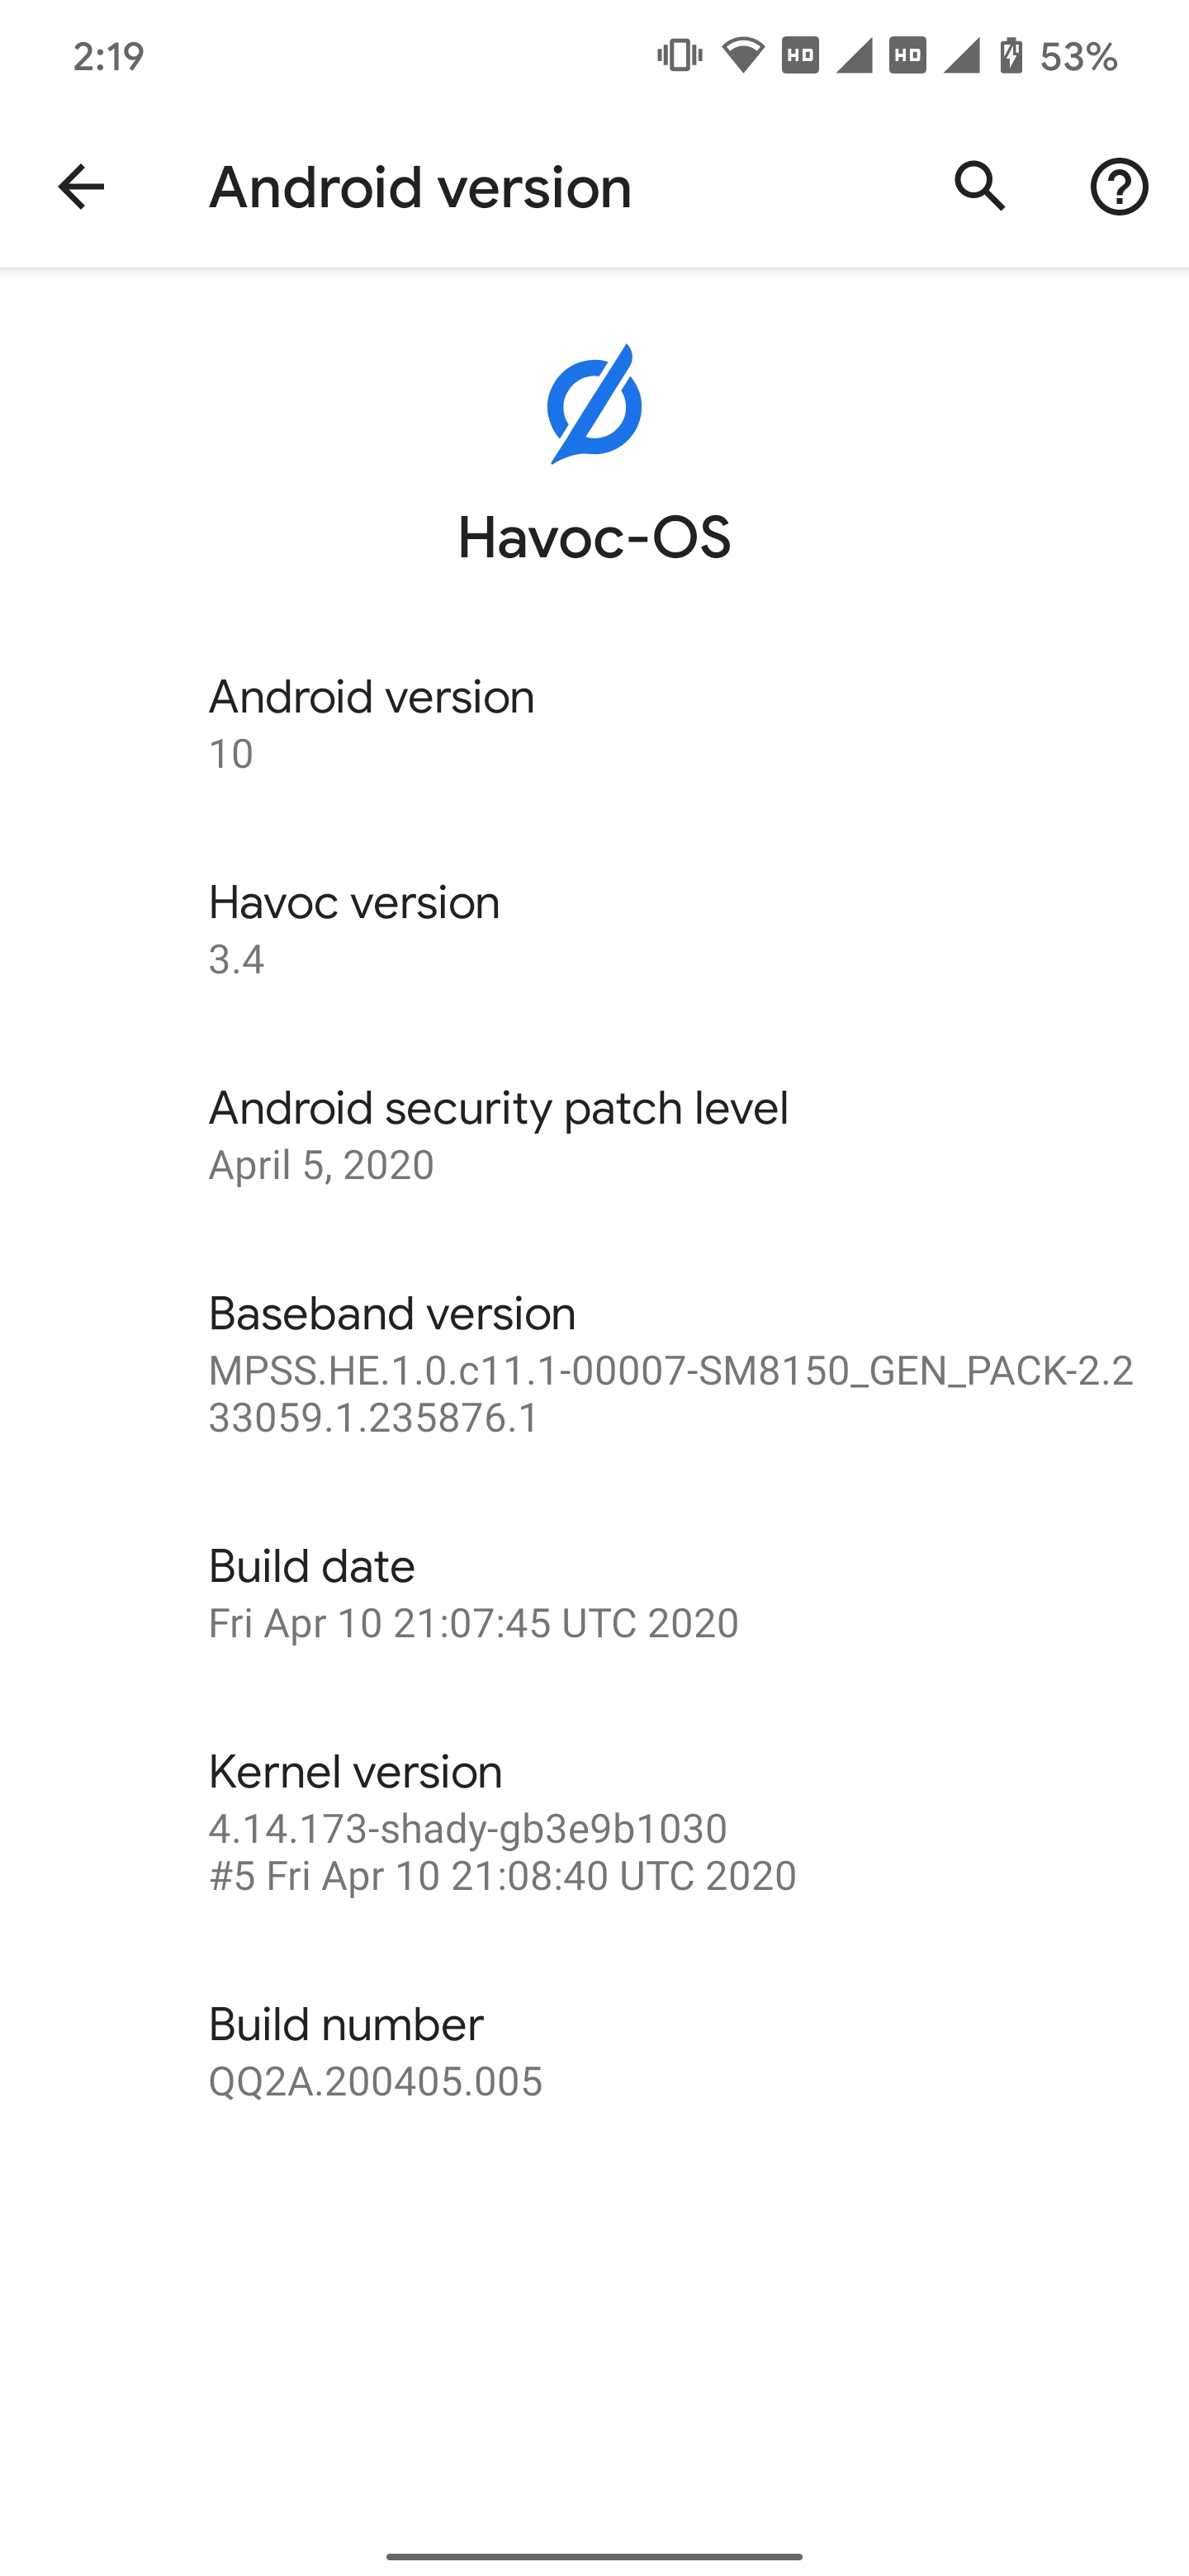 2:19 HD HD 53%
Android version
Havoc-OS
Android version
10
Havoc version
3.4
Android security patch level
April 5, 2020
Baseband version
MPSS.HE.1.0.c11.1-00007-SM8150_GEN_PACK-2.2
33059.1.235876.1
Build date
Fri Apr 10 21:07:45 UTC 2020
Kernel version
4.14.173-shady-gb3e9b1030
#5 Fri Apr 10 21:08:40 UTC 2020
Build number
QQ2A.200405.005